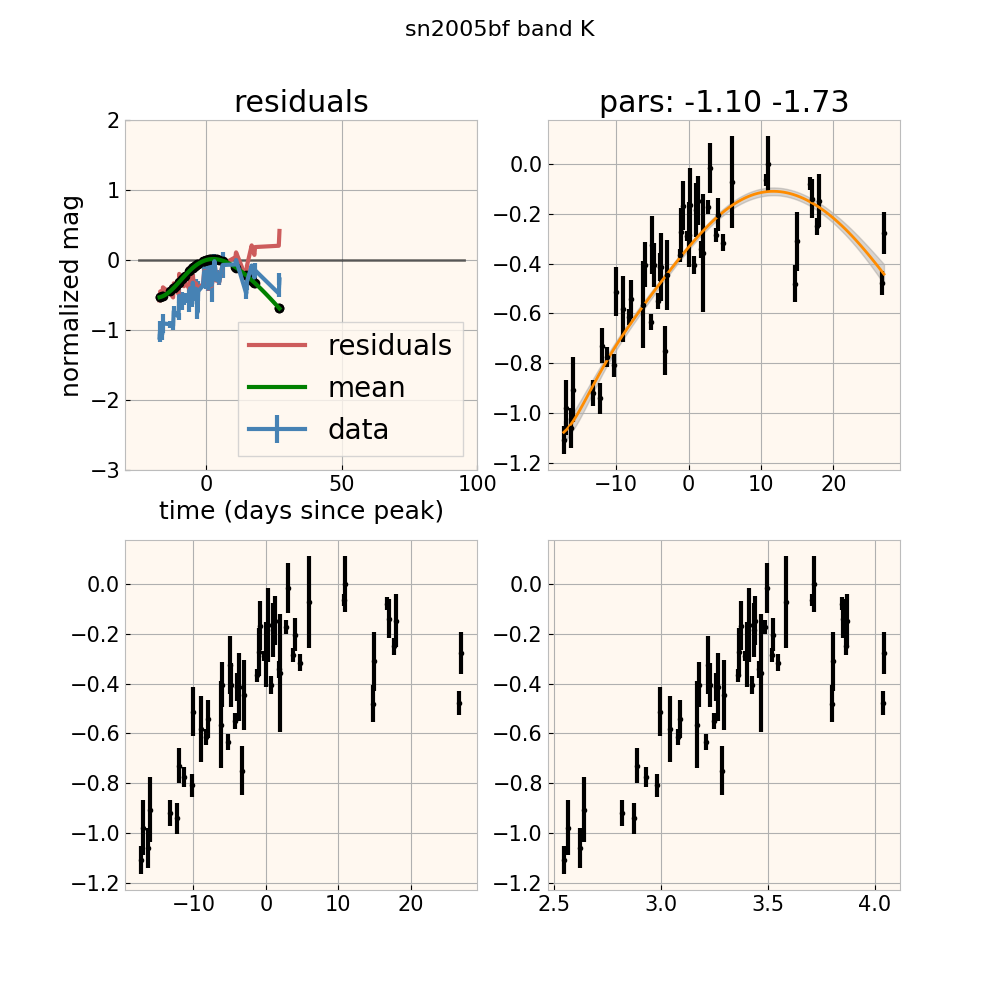 sn2005bf band K
residuals
pars: -1.10 -1.73
normalized mag
2
1
0
−1
−2
−3
residuals
mean
data
0 50 100
time (days since peak)
0.0
−0.2
−0.4
−0.6
−0.8
−1.0
−1.2
−10 0 10 20
0.0
−0.2
−0.4
−0.6
−0.8
−1.0
−1.2
−10 0 10 20
0.0
−0.2
−0.4
−0.6
−0.8
−1.0
−1.2
2.5 3.0 3.5 4.0